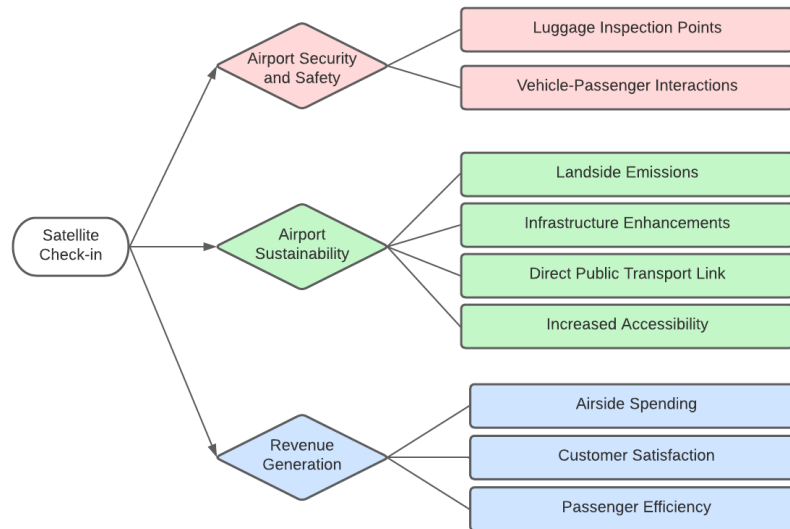 Satellite
Check-in
Airport Security
and Safety
Luggage Inspection Points
Vehicle-Passenger Interactions
Airport
Sustainability
Landside Emissions
Infrastructure Enhancements
Direct Public Transport Link
Increased Accessibility
Revenue
Generation
Airside Spending
Customer Satisfaction
Passenger Efficiency